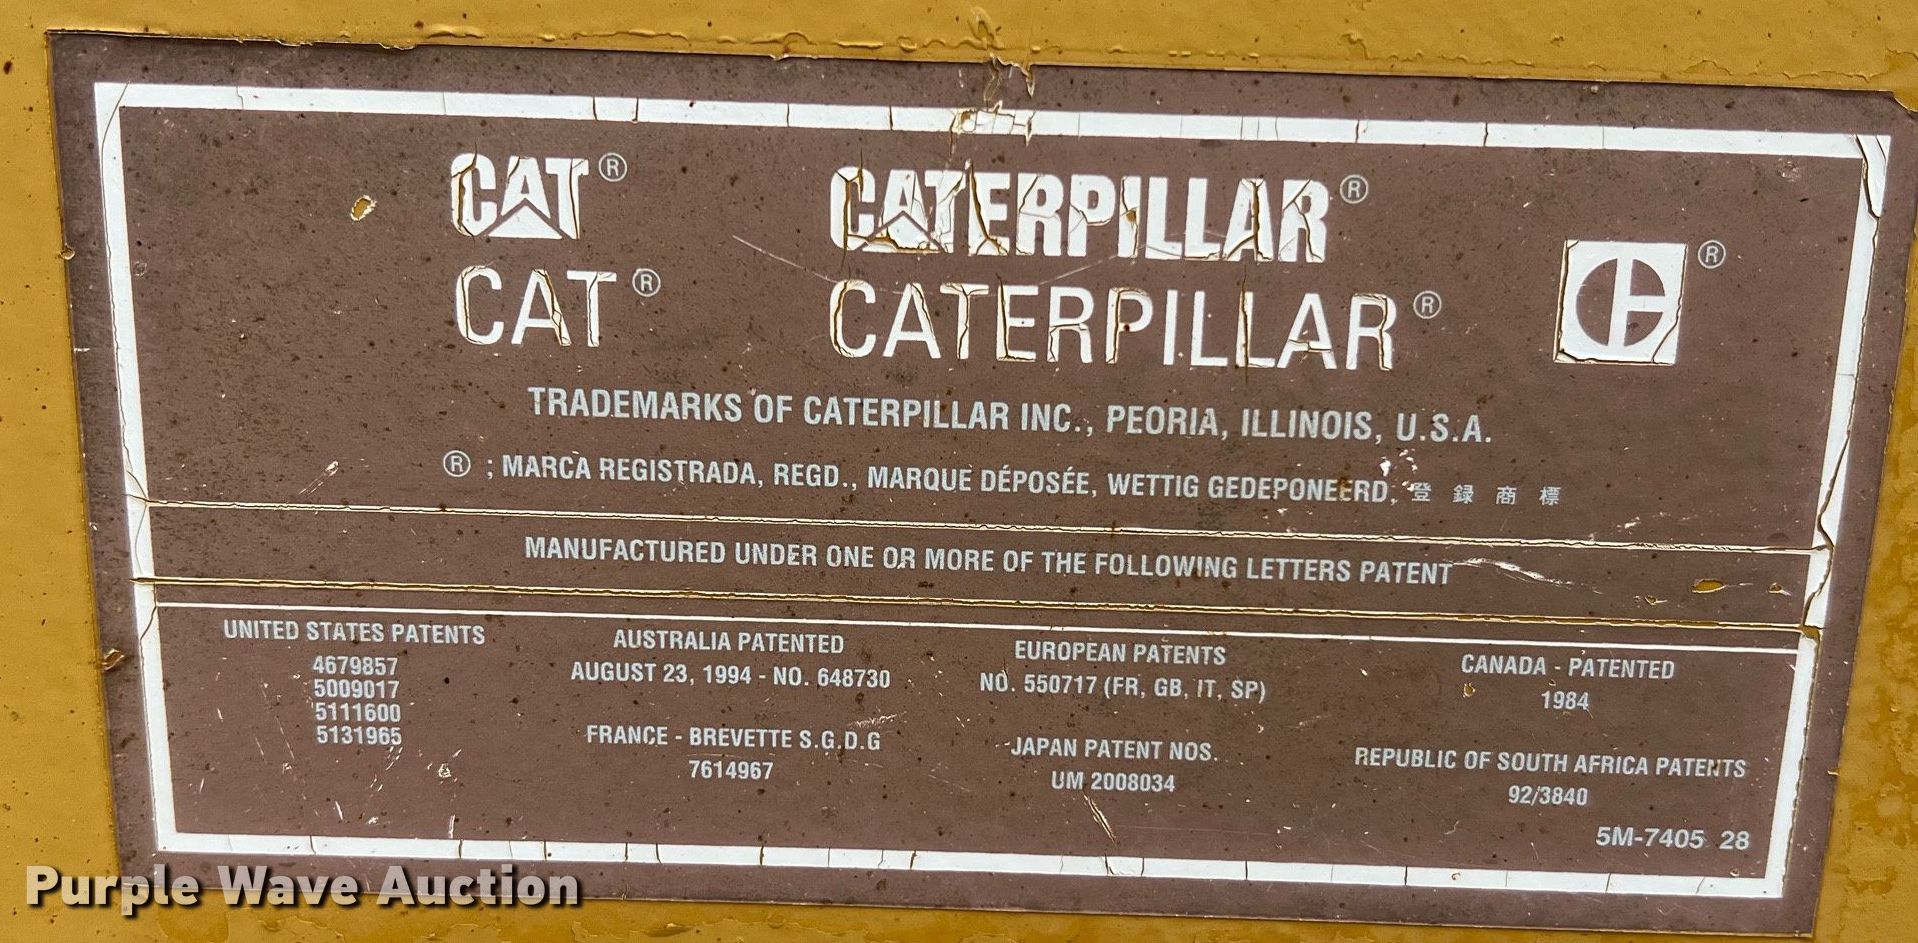 CAT® CATERPILLAR®
CAT® CATERPILLAR® ®
TRADEMARKS OF CATERPILLAR INC., PEORIA, ILLINOIS, U.S.A.
® ; MARCA REGISTRADA, REGD., MARQUE DÉPOSÉE, WETTIG GEDEPONEERD, 登 録 商 標
MANUFACTURED UNDER ONE OR MORE OF THE FOLLOWING LETTERS PATENT
UNITED STATES PATENTS
4679857
5009017
5111600
5131965
AUSTRALIA PATENTED
AUGUST 23, 1994 - NO. 648730
FRANCE - BREVETTE S.G.D.G
7614967
EUROPEAN PATENTS
NO. 550717 (FR, GB, IT, SP)
JAPAN PATENT NOS.
UM 2008034
CANADA - PATENTED
1984
REPUBLIC OF SOUTH AFRICA PATENTS
92/3840
5M-7405 28
Purple Wave Auction